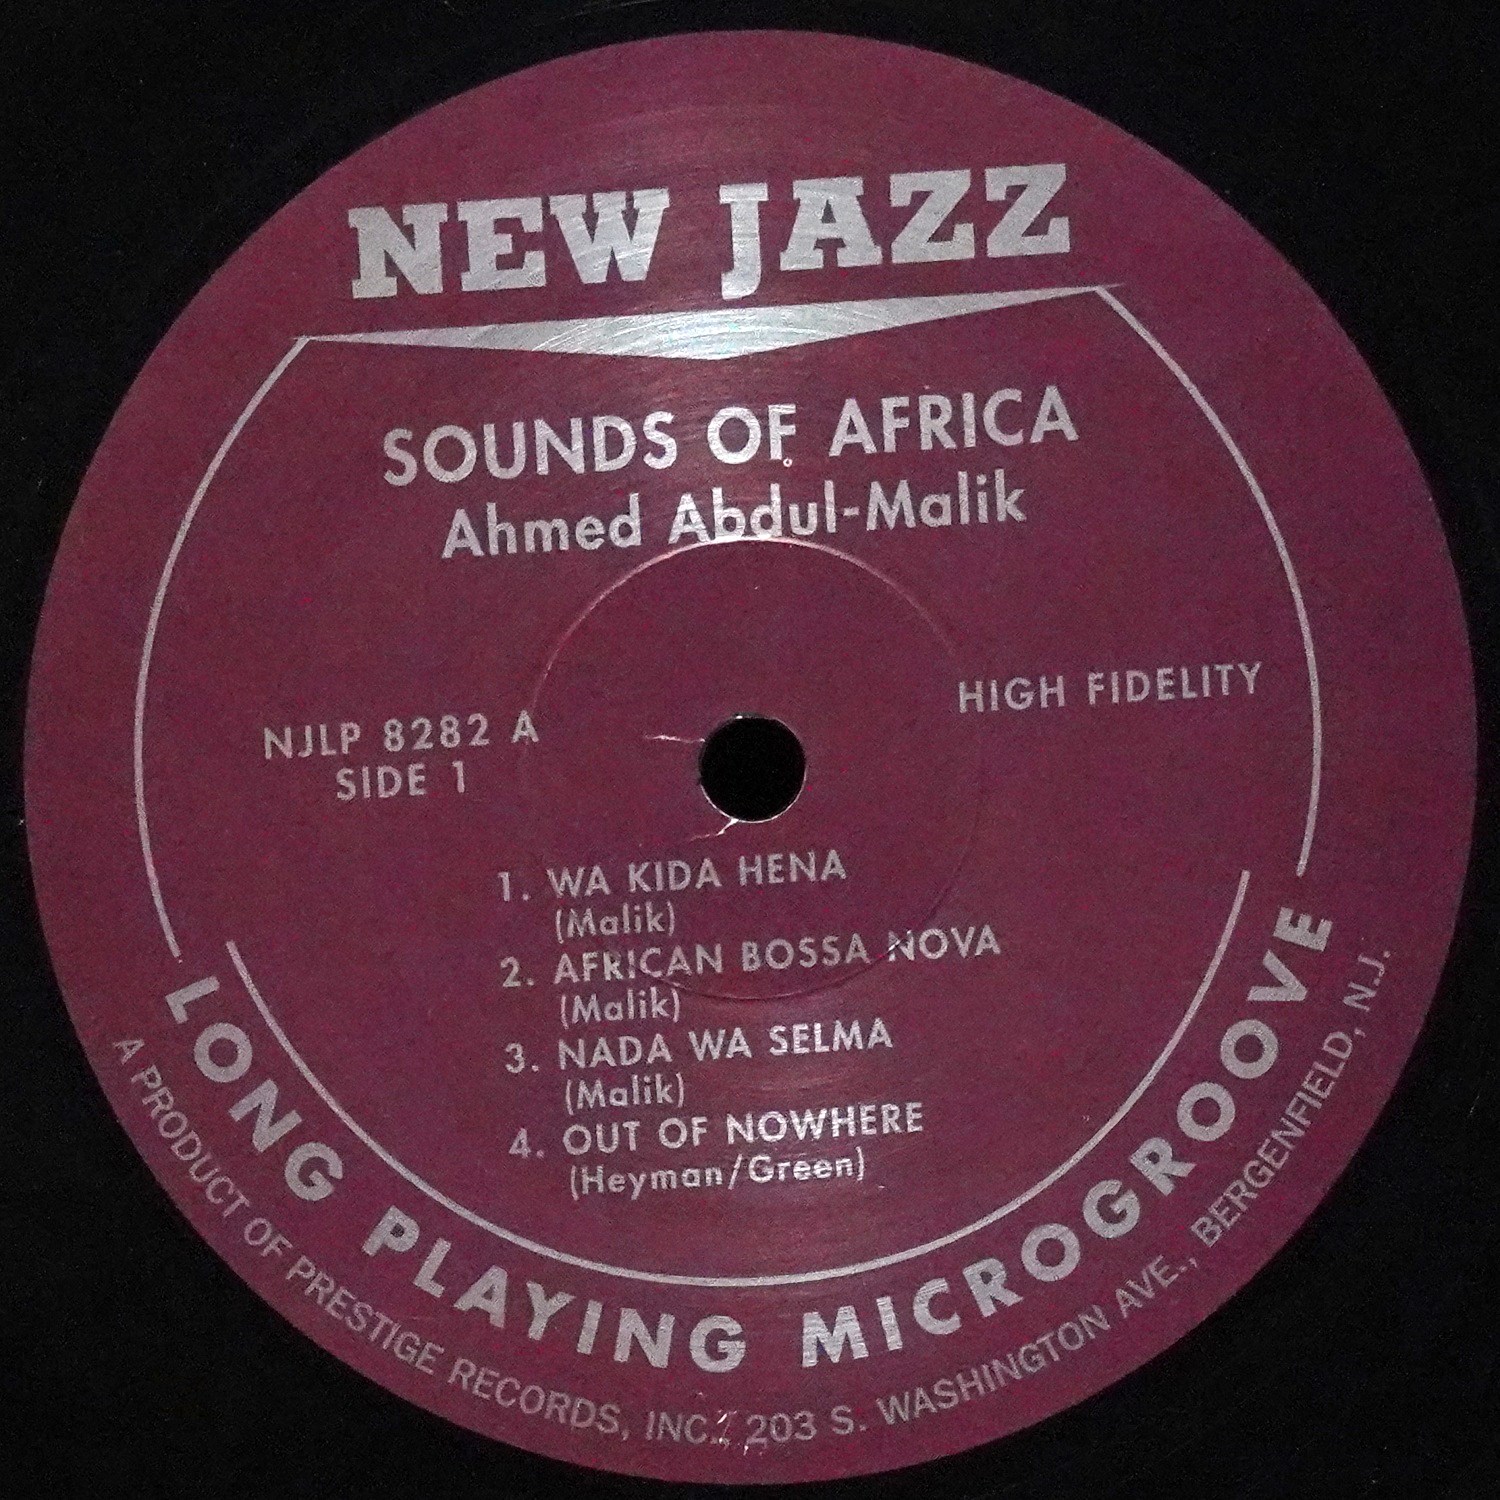 NEW JAZZ
SOUNDS OF AFRICA
Ahmed Abdul-Malik
HIGH FIDELITY
NJLP 8282 A
SIDE 1
1. WA KIDA HENA
(Malik)
2. AFRICAN BOSSA NOVA
(Malik)
3. NADA WA SELMA
(Malik)
4. OUT OF NOWHERE
(Heyman/Green)
LONG PLAYING MICROGROOVE
A PRODUCT OF PRESTIGE RECORDS, INC., 203 S. WASHINGTON AVE., BERGENFIELD, N.J.